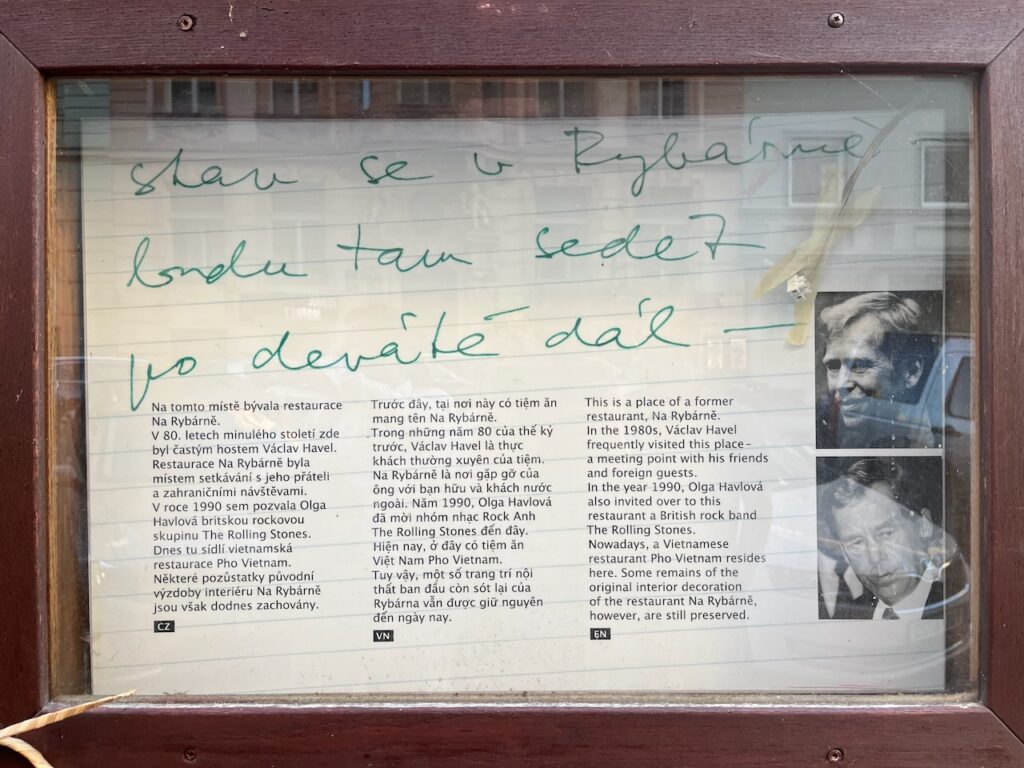 stav se v Rybárně
budu tam sedět
po deváté dál —
Na tomto místě bývala restaurace
Na Rybárně.
V 80. letech minulého století zde
byl častým hostem Václav Havel.
Restaurace Na Rybárně byla
místem setkávání s jeho přáteli
a zahraničními návštěvami.
V roce 1990 sem pozvala Olga
Havlová britskou rockovou
skupinu The Rolling Stones.
Dnes tu sídlí vietnamská
restaurace Pho Vietnam.
Některé pozůstatky původní
výzdoby interiéru Na Rybárně
jsou však dodnes zachovány.
CZ
Trước đây, tại nơi này có tiệm ăn
mang tên Na Rybárně.
Trong những năm 80 của thế kỷ
trước, Václav Havel là thực
khách thường xuyên của tiệm.
Na Rybárně là nơi gặp gỡ của
ông với bạn hữu và khách nước
ngoài. Năm 1990, Olga Havlová
đã mời nhóm nhạc Rock Anh
The Rolling Stones đến đây.
Hiện nay, ở đây có tiệm ăn
Việt Nam Pho Vietnam.
Tuy vậy, một số trang trí nội
thất ban đầu còn sót lại của
Rybárna vẫn được giữ nguyên
đến ngày nay.
VN
This is a place of a former
restaurant, Na Rybárně.
In the 1980s, Václav Havel
frequently visited this place –
a meeting point with his friends
and foreign guests.
In the year 1990, Olga Havlová
also invited over to this
restaurant a British rock band
The Rolling Stones.
Nowadays, a Vietnamese
restaurant Pho Vietnam resides
here. Some remains of the
original interior decoration
of the restaurant Na Rybárně,
however, are still preserved.
EN